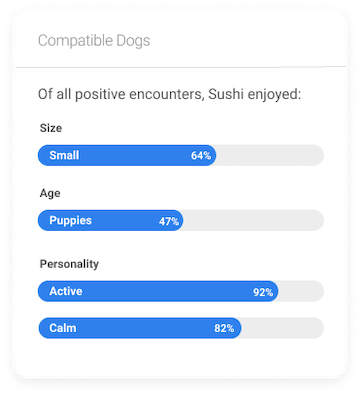 Compatible Dogs
Of all positive encounters, Sushi enjoyed:
Size
Small 64%
Age
Puppies 47%
Personality
Active 92%
Calm 82%